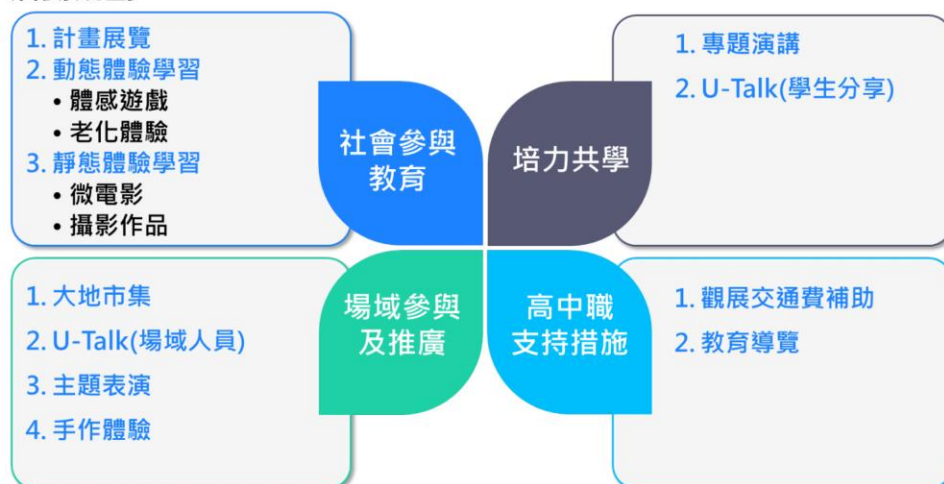 1. 計畫展覽
2. 動態體驗學習
• 體感遊戲
• 老化體驗
3. 靜態體驗學習
• 微電影
• 攝影作品
社會參與
教育
培力共學
1. 專題演講
2. U-Talk(學生分享)
1. 大地市集
2. U-Talk(場域人員)
3. 主題表演
4. 手作體驗
場域參與
及推廣
高中職
支持措施
1. 觀展交通費補助
2. 教育導覽